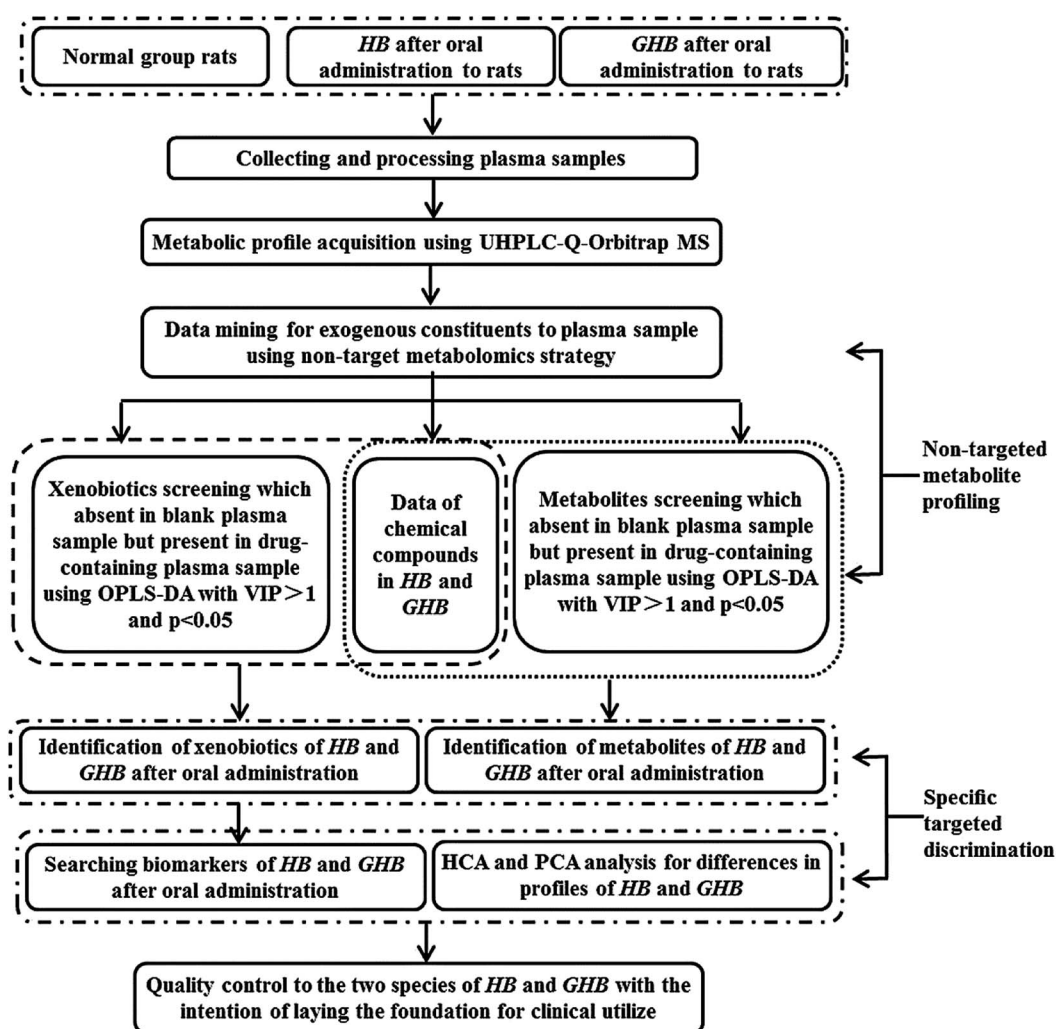 Normal group rats
HB after oral
administration to rats
GHB after oral
administration to rats
Collecting and processing plasma samples
Metabolic profile acquisition using UHPLC-Q-Orbitrap MS
Data mining for exogenous constituents to plasma sample
using non-target metabolomics strategy
Xenobiotics screening which
absent in blank plasma
sample but present in drug-
containing plasma sample
using OPLS-DA with VIP＞1
and p<0.05
Data of
chemical
compounds
in HB and
GHB
Metabolites screening which
absent in blank plasma sample
but present in drug-containing
plasma sample using OPLS-DA
with VIP＞1 and p<0.05
Non-targeted
metabolite
profiling
Identification of xenobiotics of HB and
GHB after oral administration
Identification of metabolites of HB and
GHB after oral administration
Searching biomarkers of HB and GHB
after oral administration
HCA and PCA analysis for differences in
profiles of HB and GHB
Specific
targeted
discrimination
Quality control to the two species of HB and GHB with the
intention of laying the foundation for clinical utilize